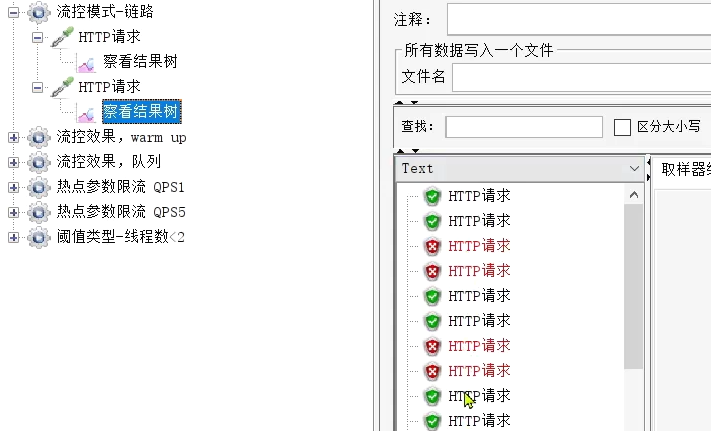 流控模式-链路
HTTP请求
察看结果树
HTTP请求
察看结果树
流控效果，warm up
流控效果，队列
热点参数限流 QPS1
热点参数限流 QPS5
阈值类型-线程数<2
注释：
所有数据写入一个文件
文件名
查找：
区分大小写
Text
取样器
HTTP请求
HTTP请求
HTTP请求
HTTP请求
HTTP请求
HTTP请求
HTTP请求
HTTP请求
HTTP请求
HTTP请求